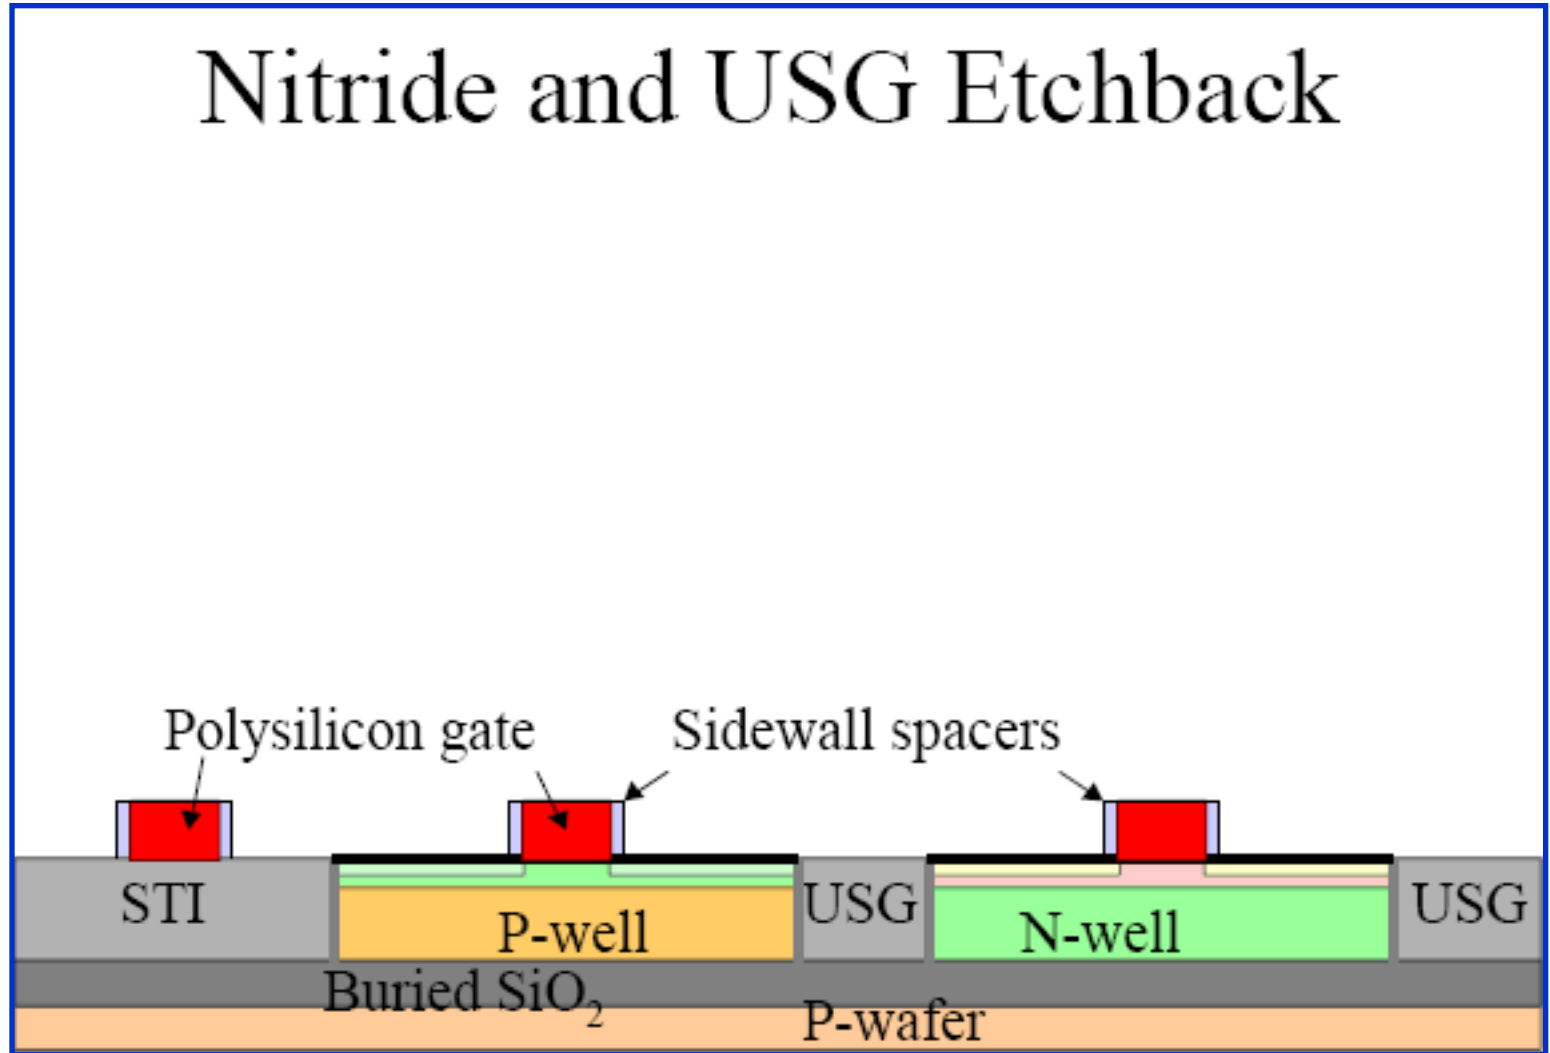 Nitride and USG Etchback
Polysilicon gate
Sidewall spacers
STI
P-well
USG
N-well
USG
Buried SiO₂
P-wafer